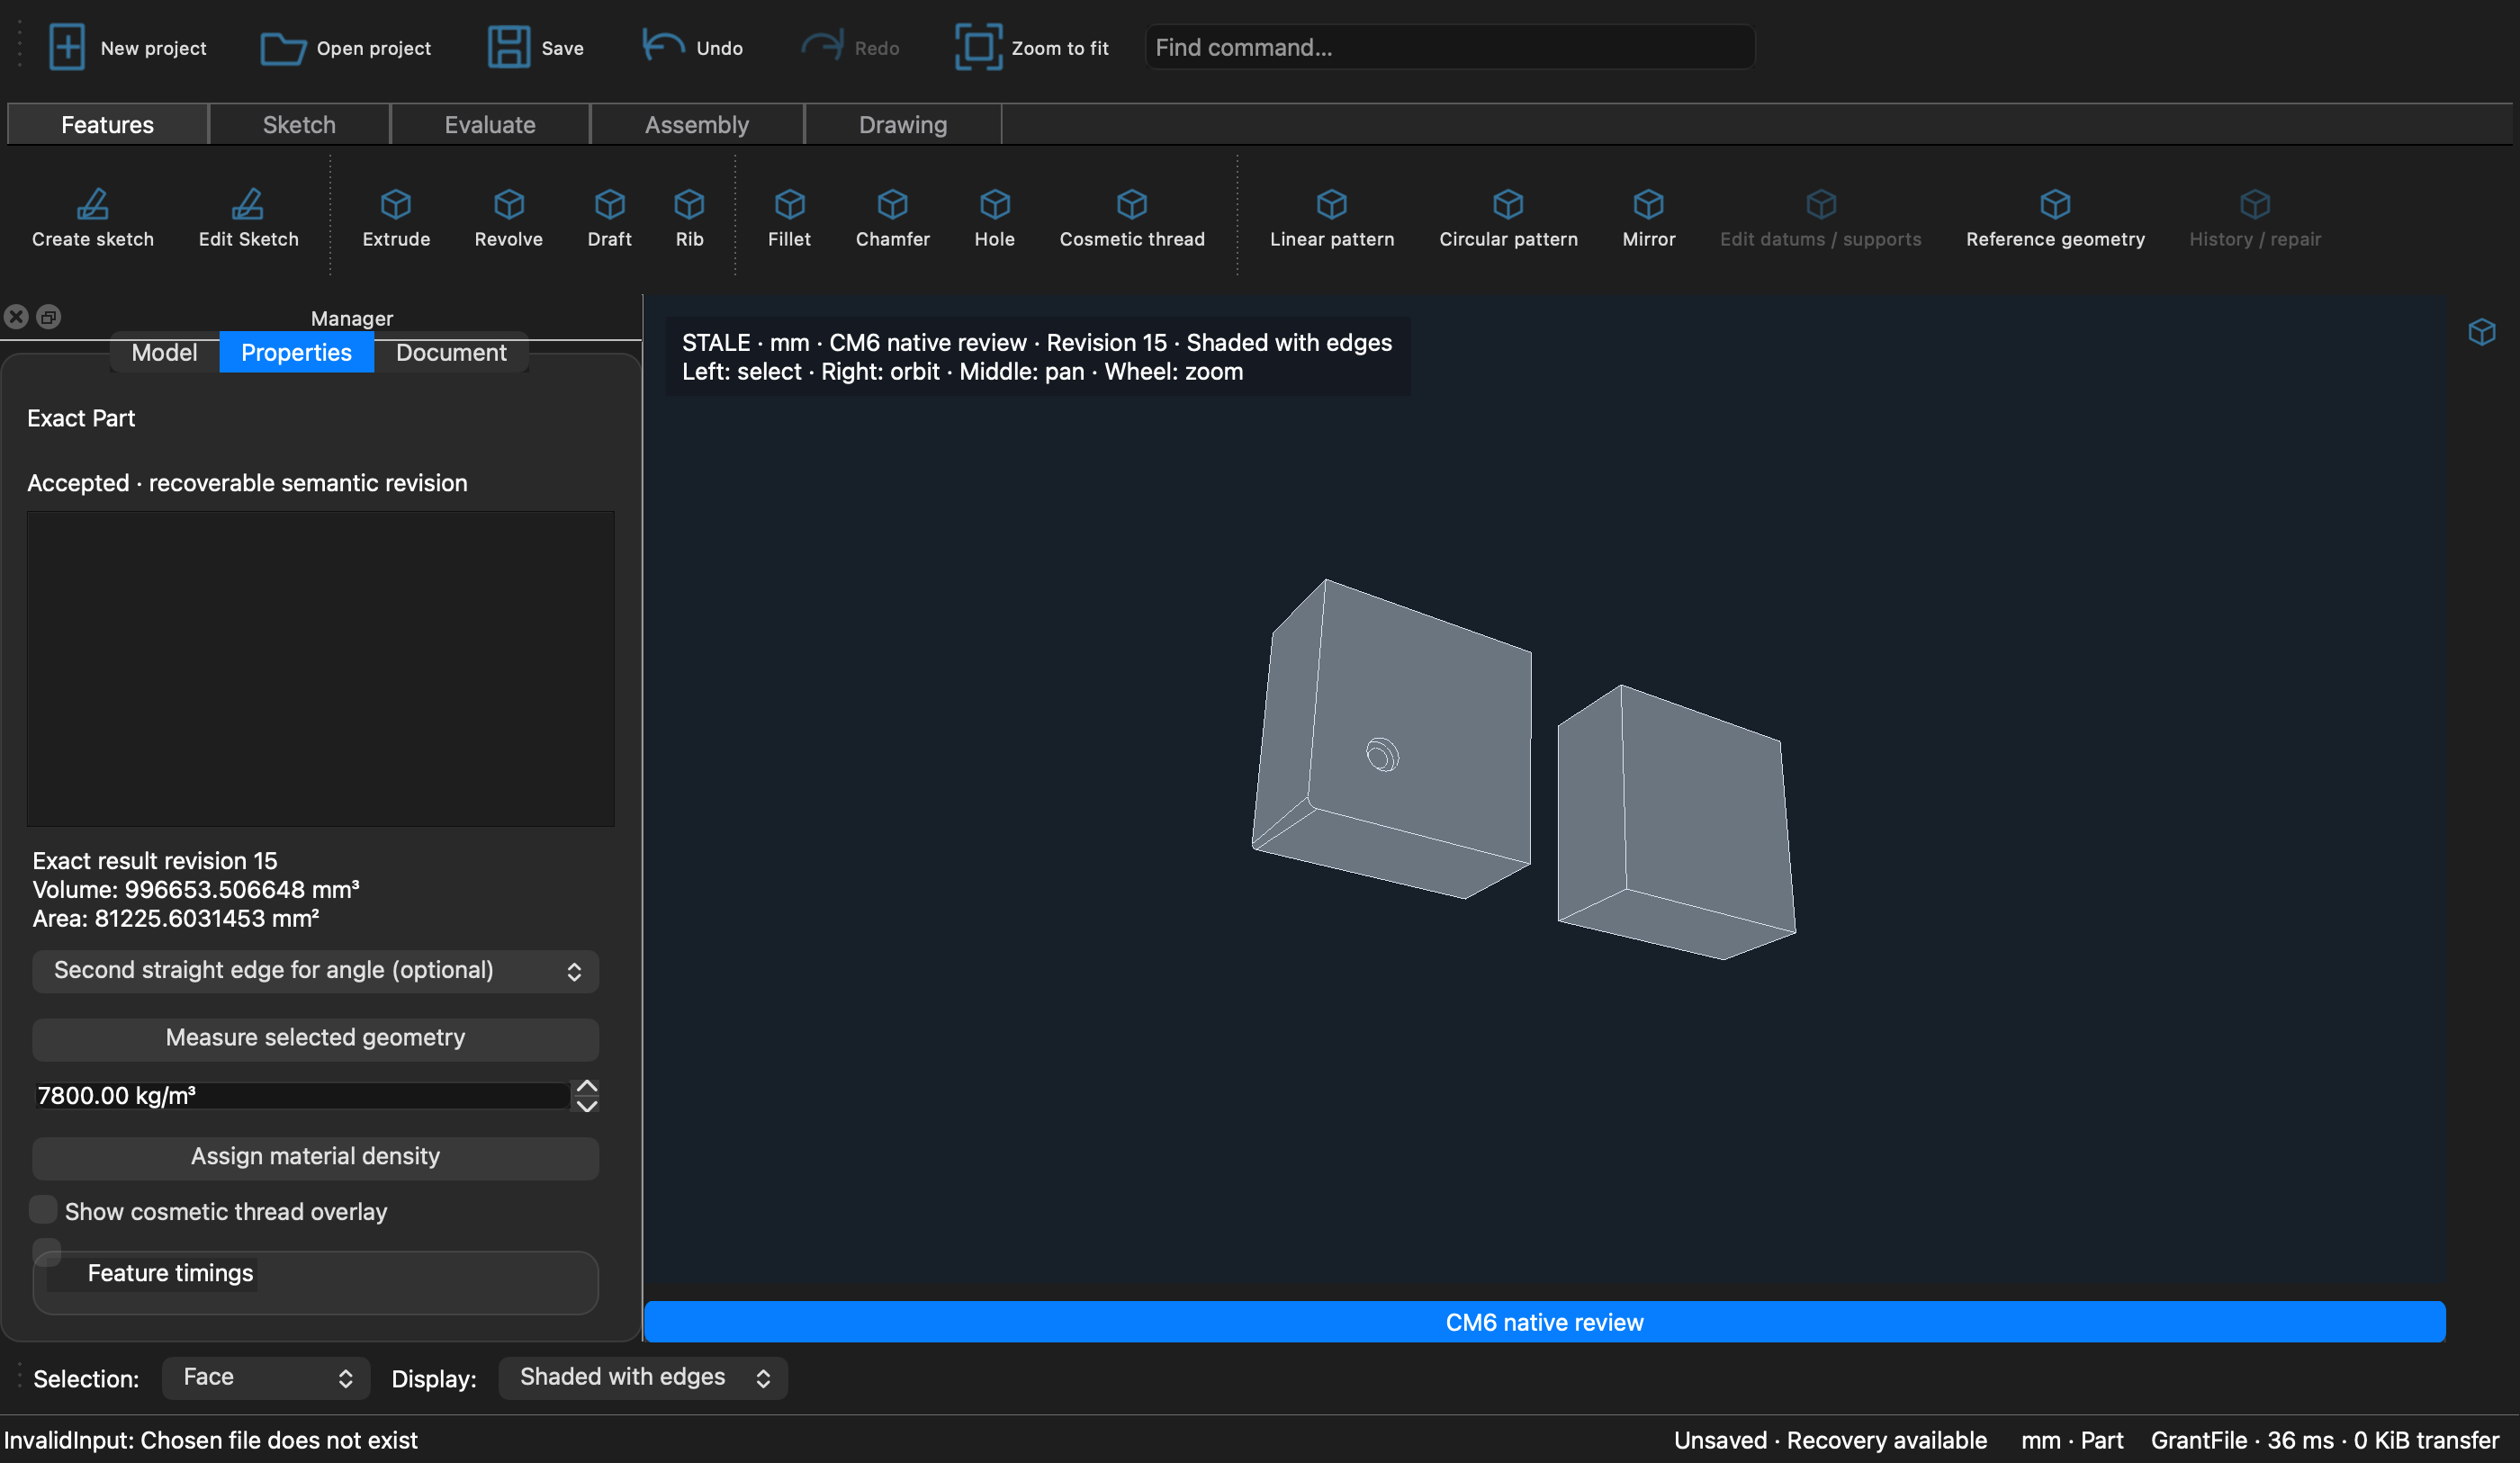 New project Open project Save Undo Redo Zoom to fit Find command...
Features Sketch Evaluate Assembly Drawing
Create sketch Edit Sketch Extrude Revolve Draft Rib Fillet Chamfer Hole Cosmetic thread Linear pattern Circular pattern Mirror Edit datums / supports Reference geometry History / repair
Manager
Model Properties Document
Exact Part
Accepted · recoverable semantic revision
Exact result revision 15
Volume: 996653.506648 mm³
Area: 81225.6031453 mm²
Second straight edge for angle (optional)
Measure selected geometry
7800.00 kg/m³
Assign material density
Show cosmetic thread overlay
Feature timings
STALE · mm · CM6 native review · Revision 15 · Shaded with edges
Left: select · Right: orbit · Middle: pan · Wheel: zoom
CM6 native review
Selection: Face Display: Shaded with edges
InvalidInput: Chosen file does not exist Unsaved · Recovery available mm · Part GrantFile · 36 ms · 0 KiB transfer